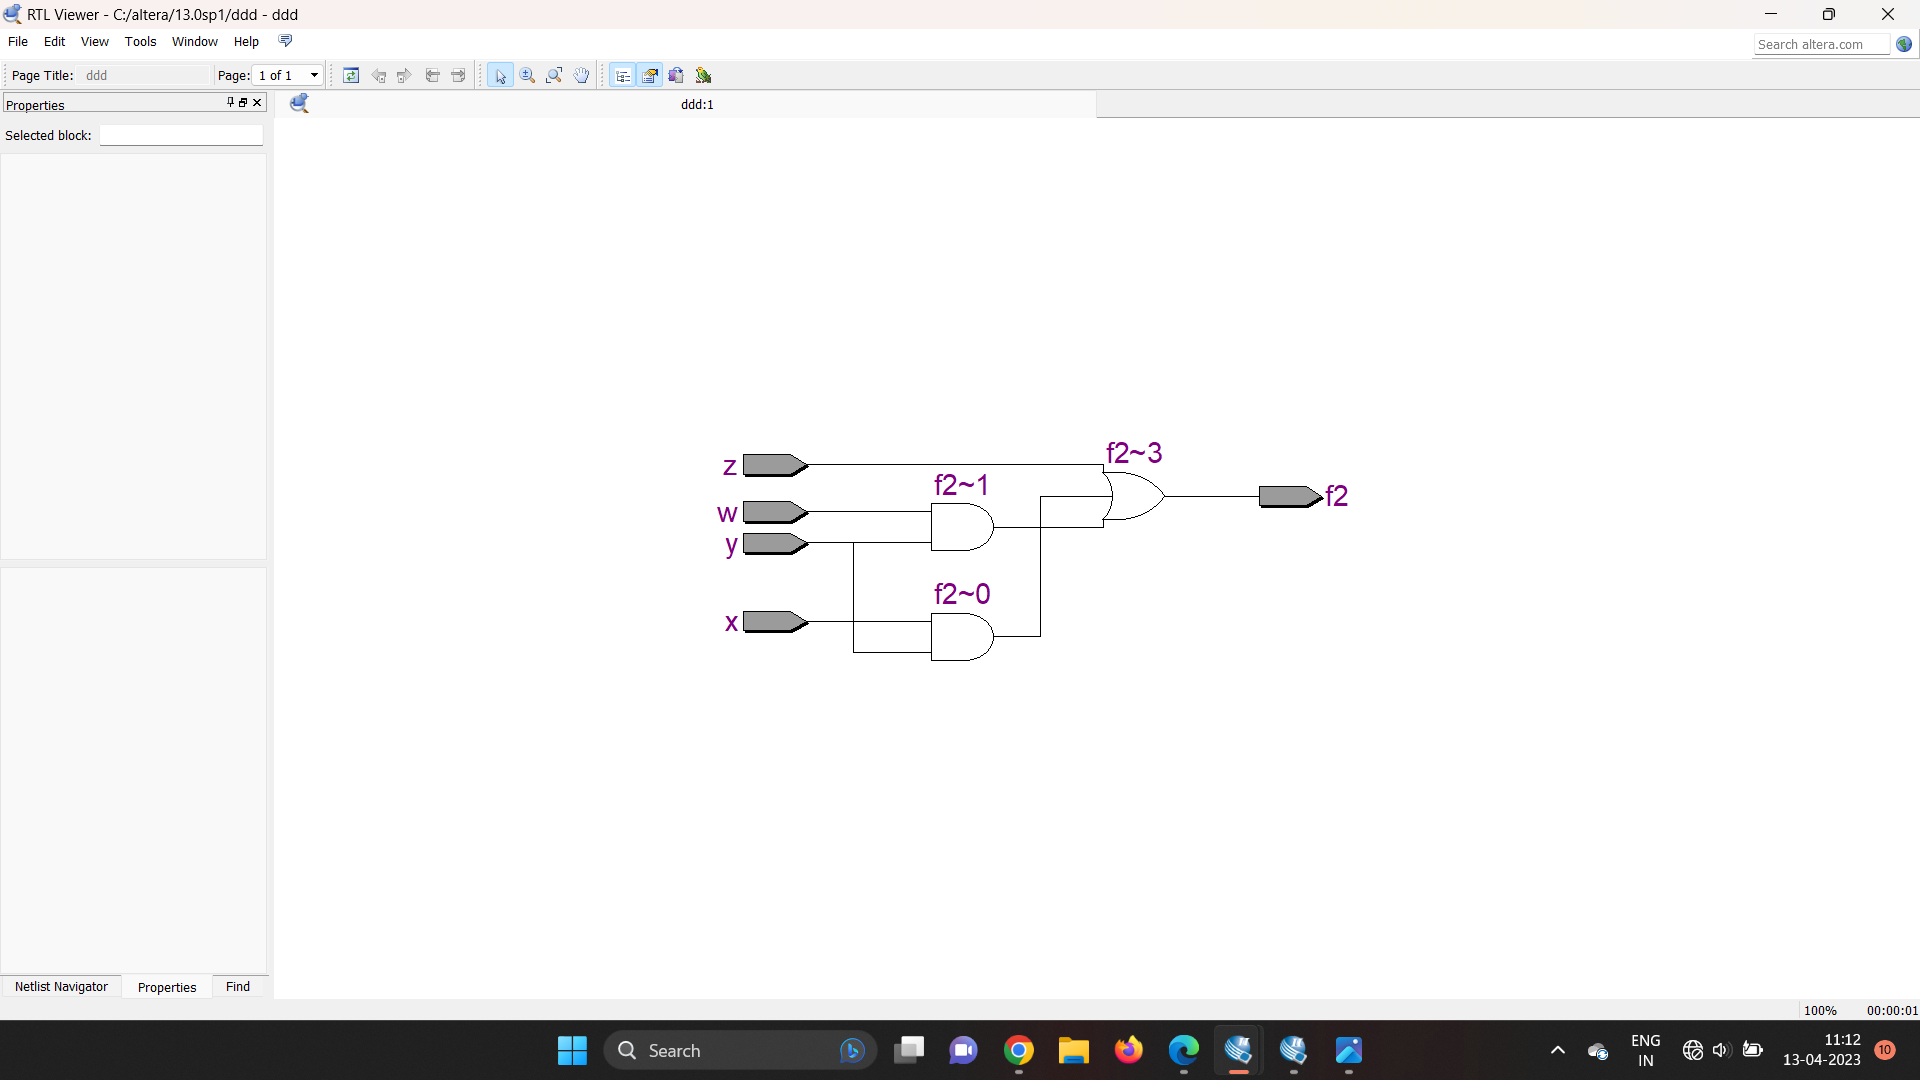 RTL Viewer - C:/altera/13.0sp1/ddd - ddd
File Edit View Tools Window Help
Search altera.com
Page Title: ddd Page: 1 of 1
Properties
ddd:1
Selected block:
f2~3
z
f2~1
f2
w
y
f2~0
x
Netlist Navigator Properties Find
100% 00:00:01
Search
ENG
IN
11:12
13-04-2023
10